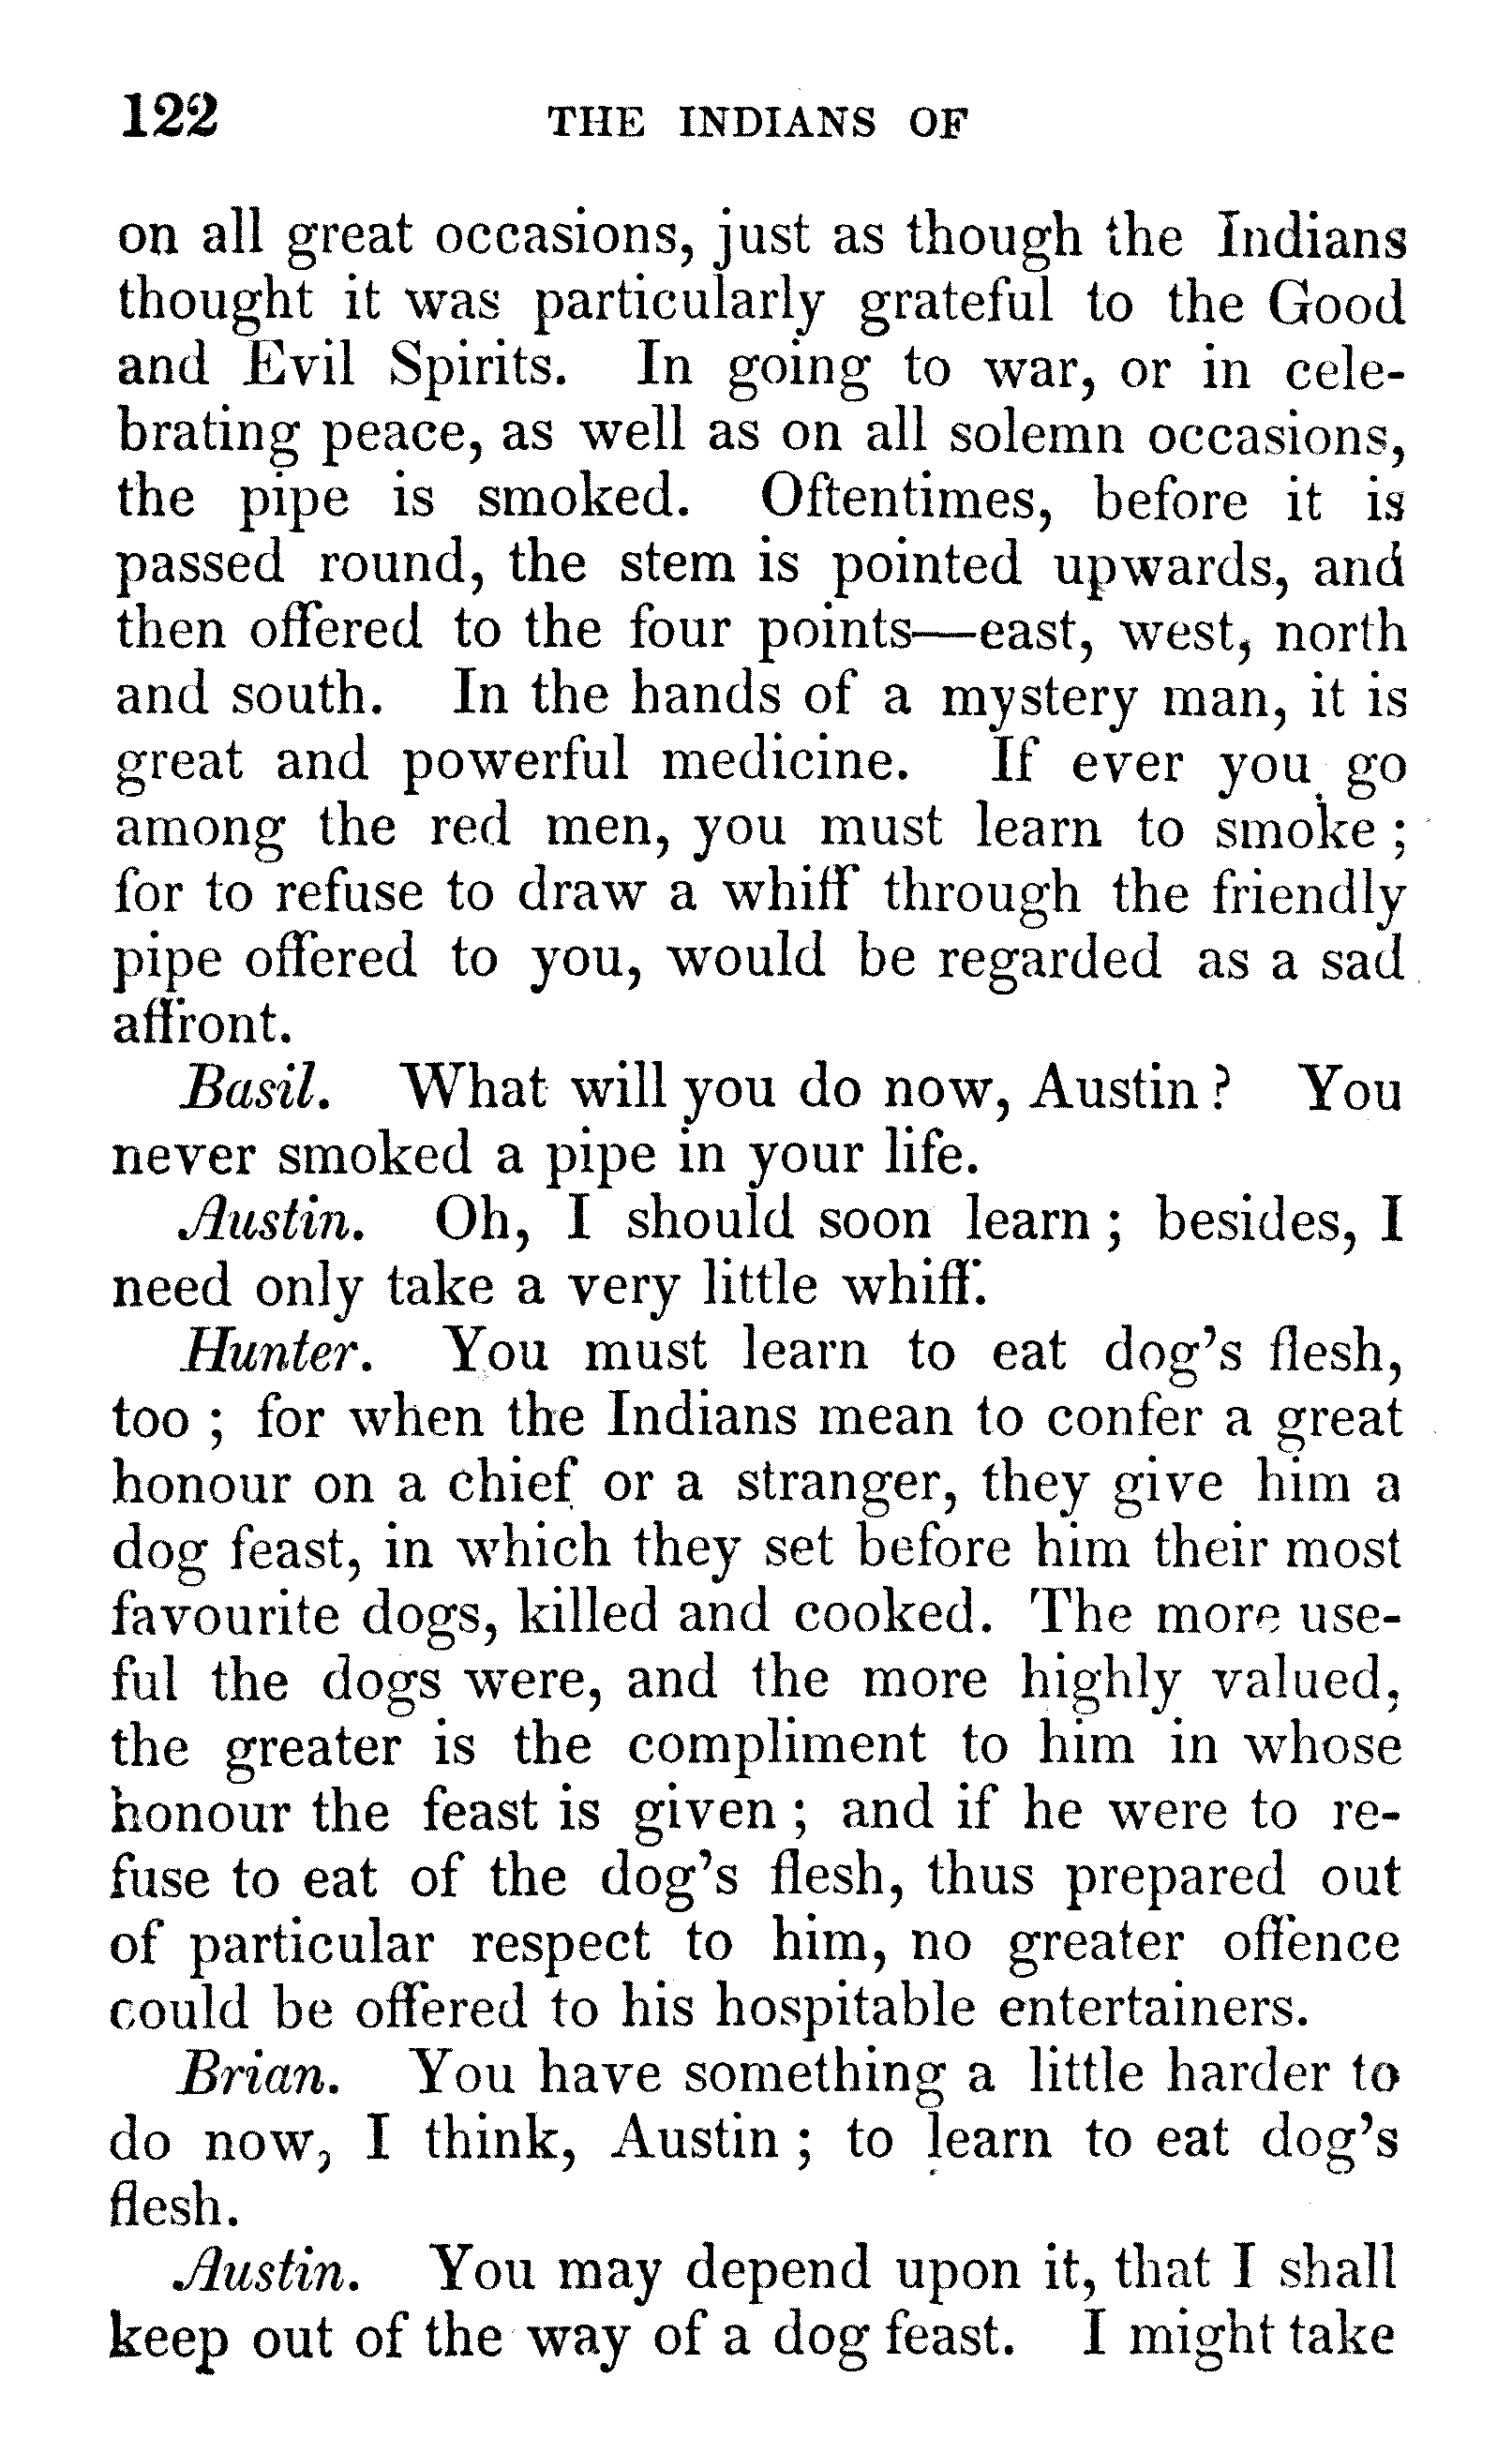 122 THE INDIANS OF
on all great occasions, just as though the Indians
thought it was particularly grateful to the Good
and Evil Spirits. In going to war, or in cele-
brating peace, as well as on all solemn occasions,
the pipe is smoked. Oftentimes, before it is
passed round, the stem is pointed upwards, and
then offered to the four points—east, west, north
and south. In the hands of a mystery man, it is
great and powerful medicine. If ever you go
among the red men, you must learn to smoke ;
for to refuse to draw a whiff through the friendly
pipe offered to you, would be regarded as a sad
affront.
Basil. What will you do now, Austin ? You
never smoked a pipe in your life.
Austin. Oh, I should soon learn ; besides, I
need only take a very little whiff.
Hunter. You must learn to eat dog's flesh,
too ; for when the Indians mean to confer a great
honour on a chief or a stranger, they give him a
dog feast, in which they set before him their most
favourite dogs, killed and cooked. The more use-
ful the dogs were, and the more highly valued,
the greater is the compliment to him in whose
honour the feast is given ; and if he were to re-
fuse to eat of the dog's flesh, thus prepared out
of particular respect to him, no greater offence
could be offered to his hospitable entertainers.
Brian. You have something a little harder to
do now, I think, Austin ; to learn to eat dog's
flesh.
Austin. You may depend upon it, that I shall
keep out of the way of a dog feast. I might take